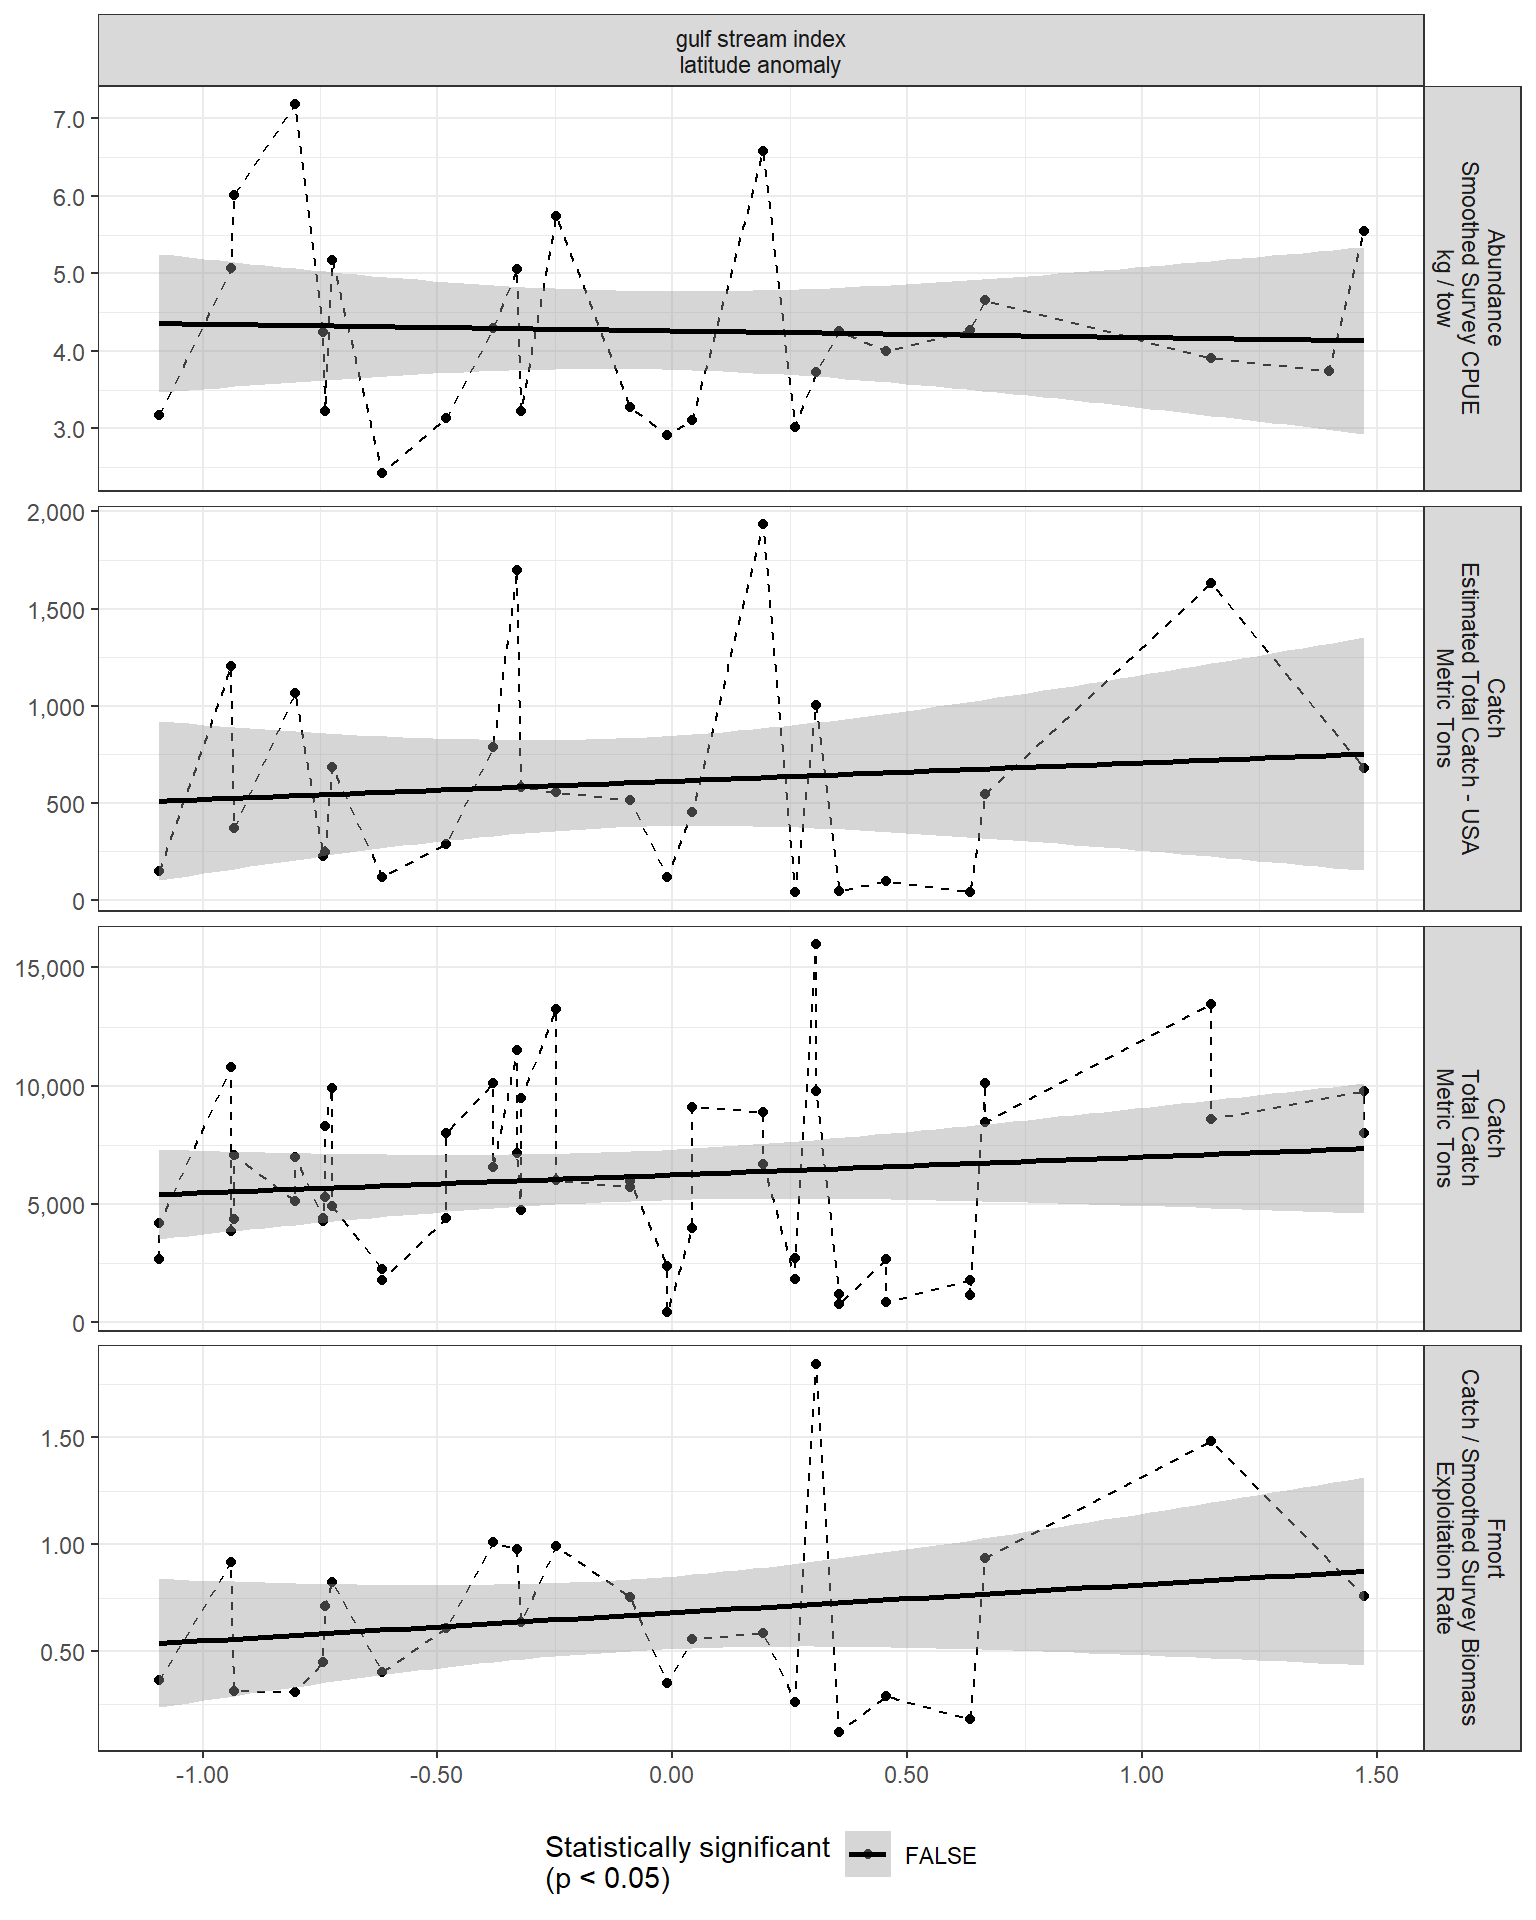 gulf stream index
latitude anomaly
7.0
6.0
5.0
4.0
3.0
Abundance
Smoothed Survey CPUE
kg / tow
2,000
1,500
1,000
500
0
Catch
Estimated Total Catch - USA
Metric Tons
15,000
10,000
5,000
0
Catch
Total Catch
Metric Tons
1.50
1.00
0.50
Fmort
Catch / Smoothed Survey Biomass
Exploitation Rate
-1.00 -0.50 0.00 0.50 1.00 1.50
Statistically significant
(p < 0.05)
FALSE